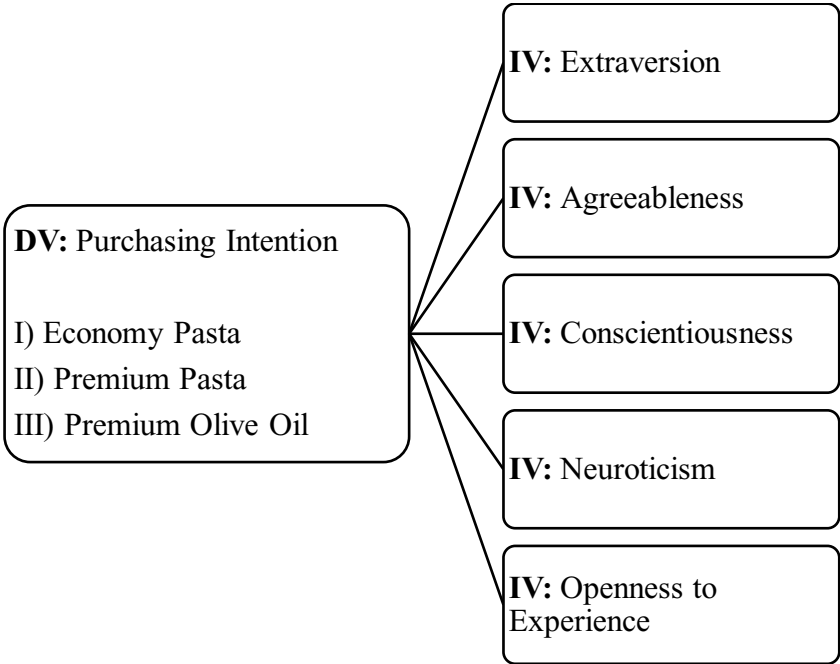 DV: Purchasing Intention
I) Economy Pasta
II) Premium Pasta
III) Premium Olive Oil
IV: Extraversion
IV: Agreeableness
IV: Conscientiousness
IV: Neuroticism
IV: Openness to
Experience